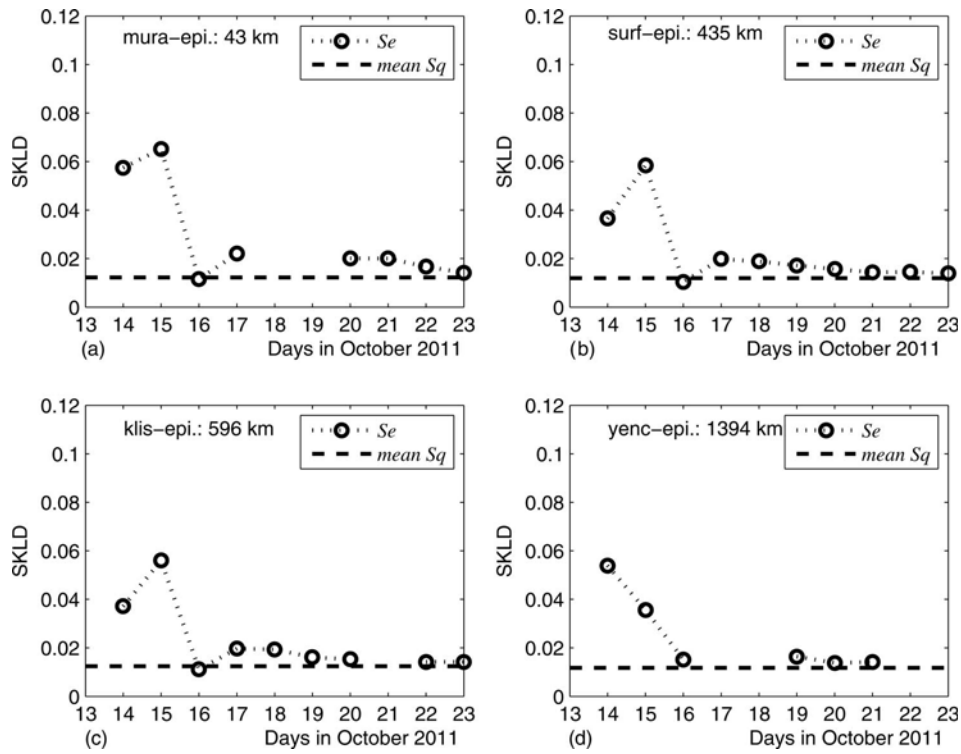 mura-epi.: 43 km
Se
mean Sq
0.12
0.1
0.08
0.06
0.04
0.02
0
SKLD
13 14 15 16 17 18 19 20 21 22 23
(a) Days in October 2011
surf-epi.: 435 km
Se
mean Sq
0.12
0.1
0.08
0.06
0.04
0.02
0
SKLD
13 14 15 16 17 18 19 20 21 22 23
(b) Days in October 2011
klis-epi.: 596 km
Se
mean Sq
0.12
0.1
0.08
0.06
0.04
0.02
0
SKLD
13 14 15 16 17 18 19 20 21 22 23
(c) Days in October 2011
yenc-epi.: 1394 km
Se
mean Sq
0.12
0.1
0.08
0.06
0.04
0.02
0
SKLD
13 14 15 16 17 18 19 20 21 22 23
(d) Days in October 2011